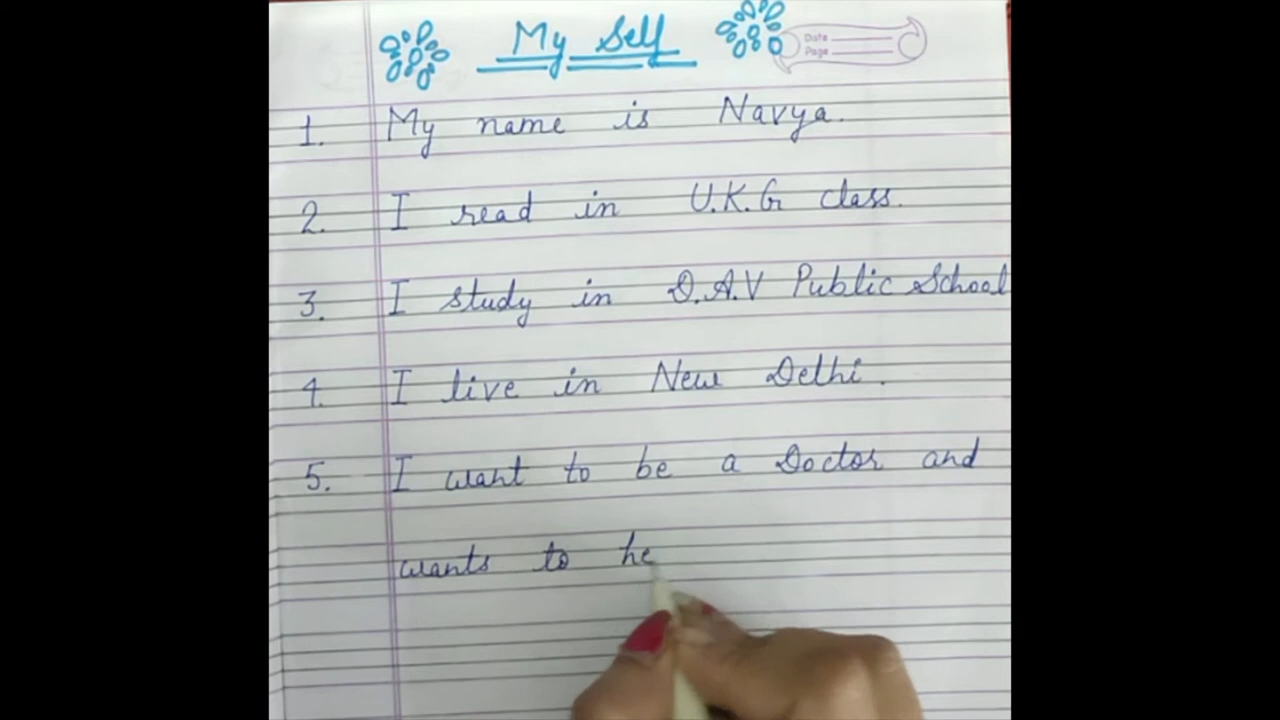 My Self
Date
Page
1. My name is Navya.
2. I read in U.K.G class.
3. I study in D.A.V Public School
4. I live in New Delhi.
5. I want to be a Doctor and
wants to he